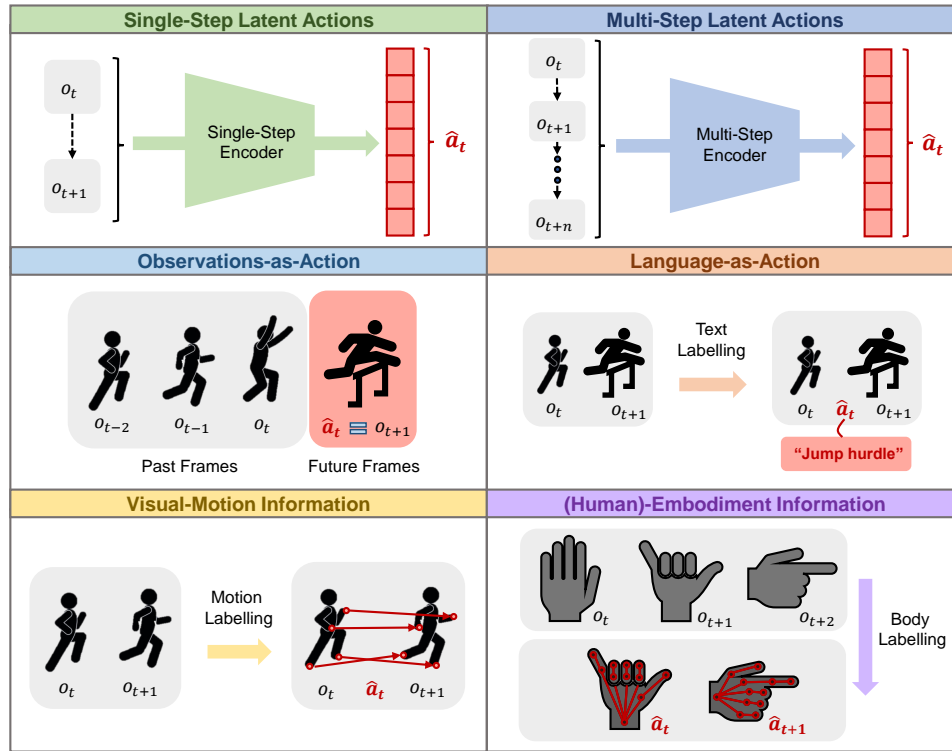 Single-Step Latent Actions
o_t
o_{t+1}
Single-Step
Encoder
â_t
Multi-Step Latent Actions
o_t
o_{t+1}
o_{t+n}
Multi-Step
Encoder
â_t
Observations-as-Action
o_{t−2} o_{t−1} o_t â_t = o_{t+1}
Past Frames Future Frames
Language-as-Action
Text
Labelling
o_t o_{t+1}
o_t â_t o_{t+1}
“Jump hurdle”
Visual-Motion Information
Motion
Labelling
o_t o_{t+1}
o_t â_t o_{t+1}
(Human)-Embodiment Information
o_t o_{t+1} o_{t+2}
Body
Labelling
â_t â_{t+1}